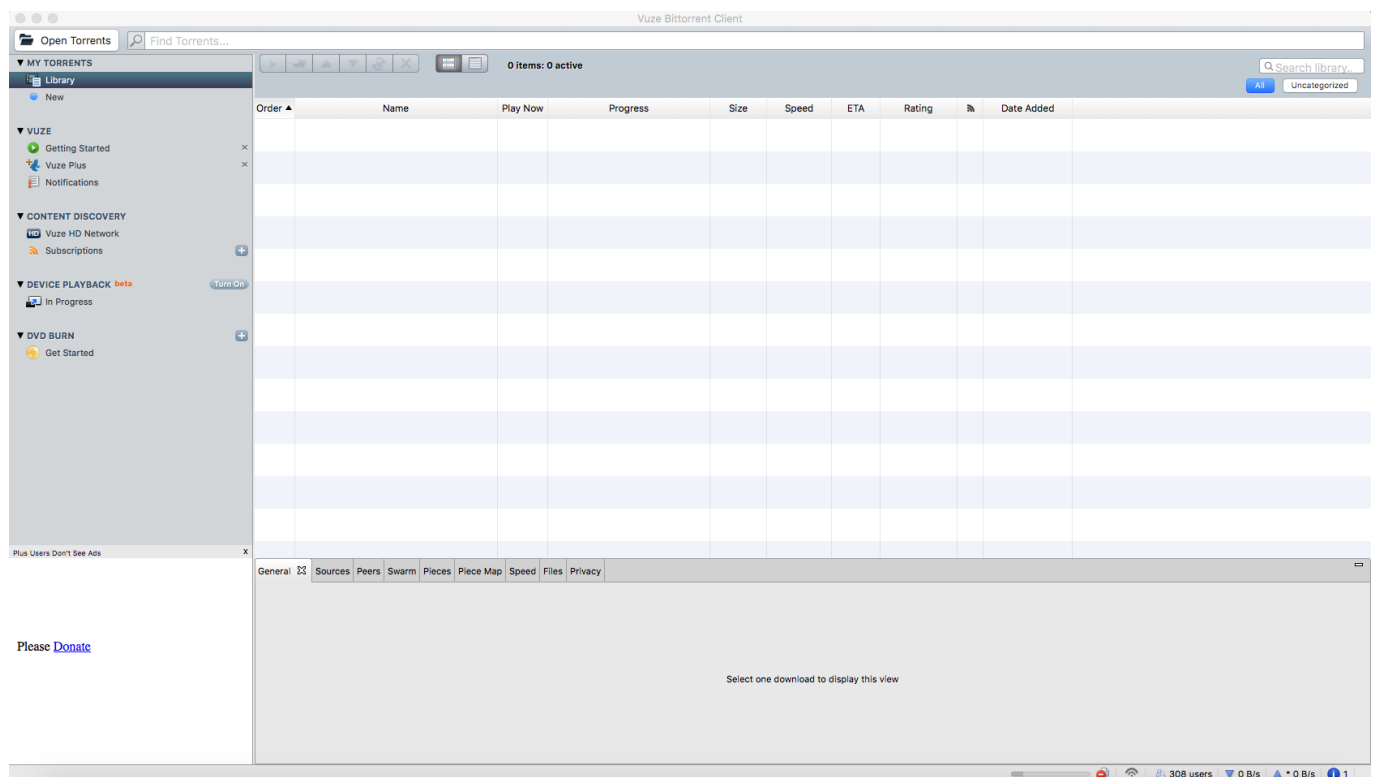 Vuze Bittorrent Client
Open Torrents
Find Torrents...
▼ MY TORRENTS
Library
New
▼ VUZE
Getting Started ×
Vuze Plus ×
Notifications
▼ CONTENT DISCOVERY
HD Vuze HD Network
Subscriptions +
▼ DEVICE PLAYBACK beta Turn On
In Progress
▼ DVD BURN +
Get Started
Plus Users Don't See Ads x
Please Donate
0 items: 0 active
Search library..
All Uncategorized
Order ▲ Name Play Now Progress Size Speed ETA Rating Date Added
General Sources Peers Swarm Pieces Piece Map Speed Files Privacy
Select one download to display this view
308 users ▼ 0 B/s ▲ * 0 B/s i 1